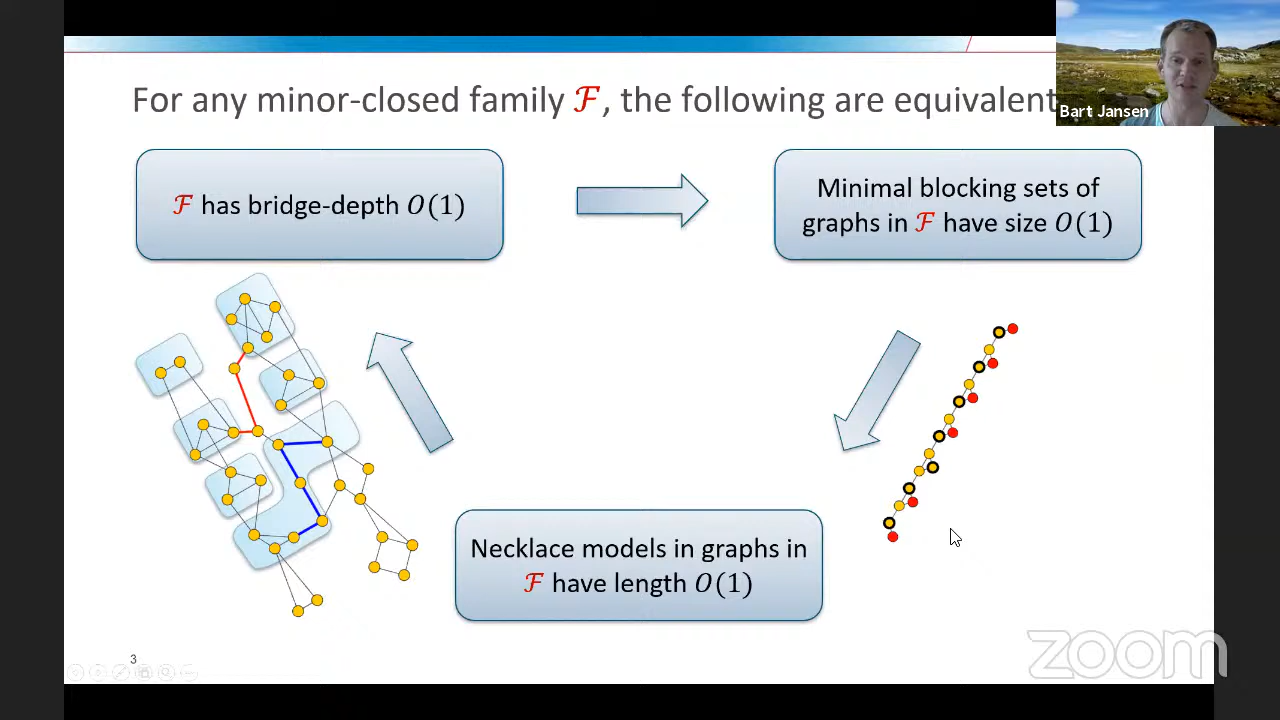 For any minor-closed family ℱ, the following are equivalent
Bart Jansen
ℱ has bridge-depth O(1)
Minimal blocking sets of
graphs in ℱ have size O(1)
Necklace models in graphs in
ℱ have length O(1)
3
zoom